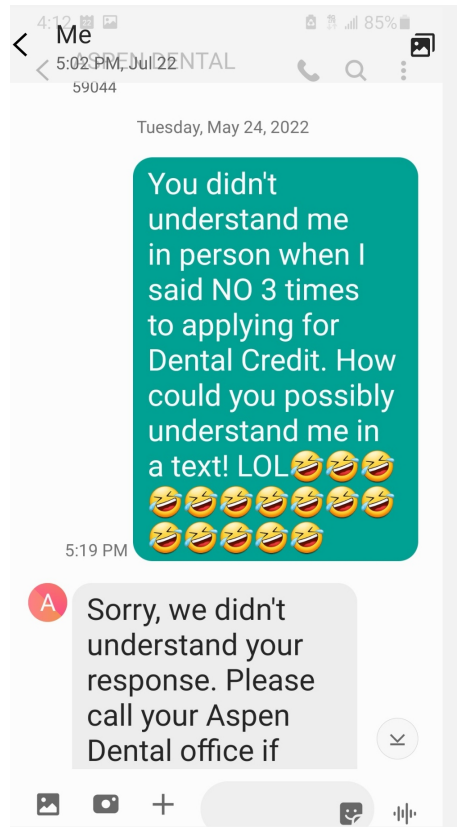 4:12 85%
Me
5:02 PM, Jul 22
ASPEN DENTAL
59044
Tuesday, May 24, 2022
You didn't
understand me
in person when I
said NO 3 times
to applying for
Dental Credit. How
could you possibly
understand me in
a text! LOL🤣🤣🤣
🤣🤣🤣🤣🤣🤣🤣
🤣🤣🤣🤣🤣
5:19 PM
A
Sorry, we didn't
understand your
response. Please
call your Aspen
Dental office if